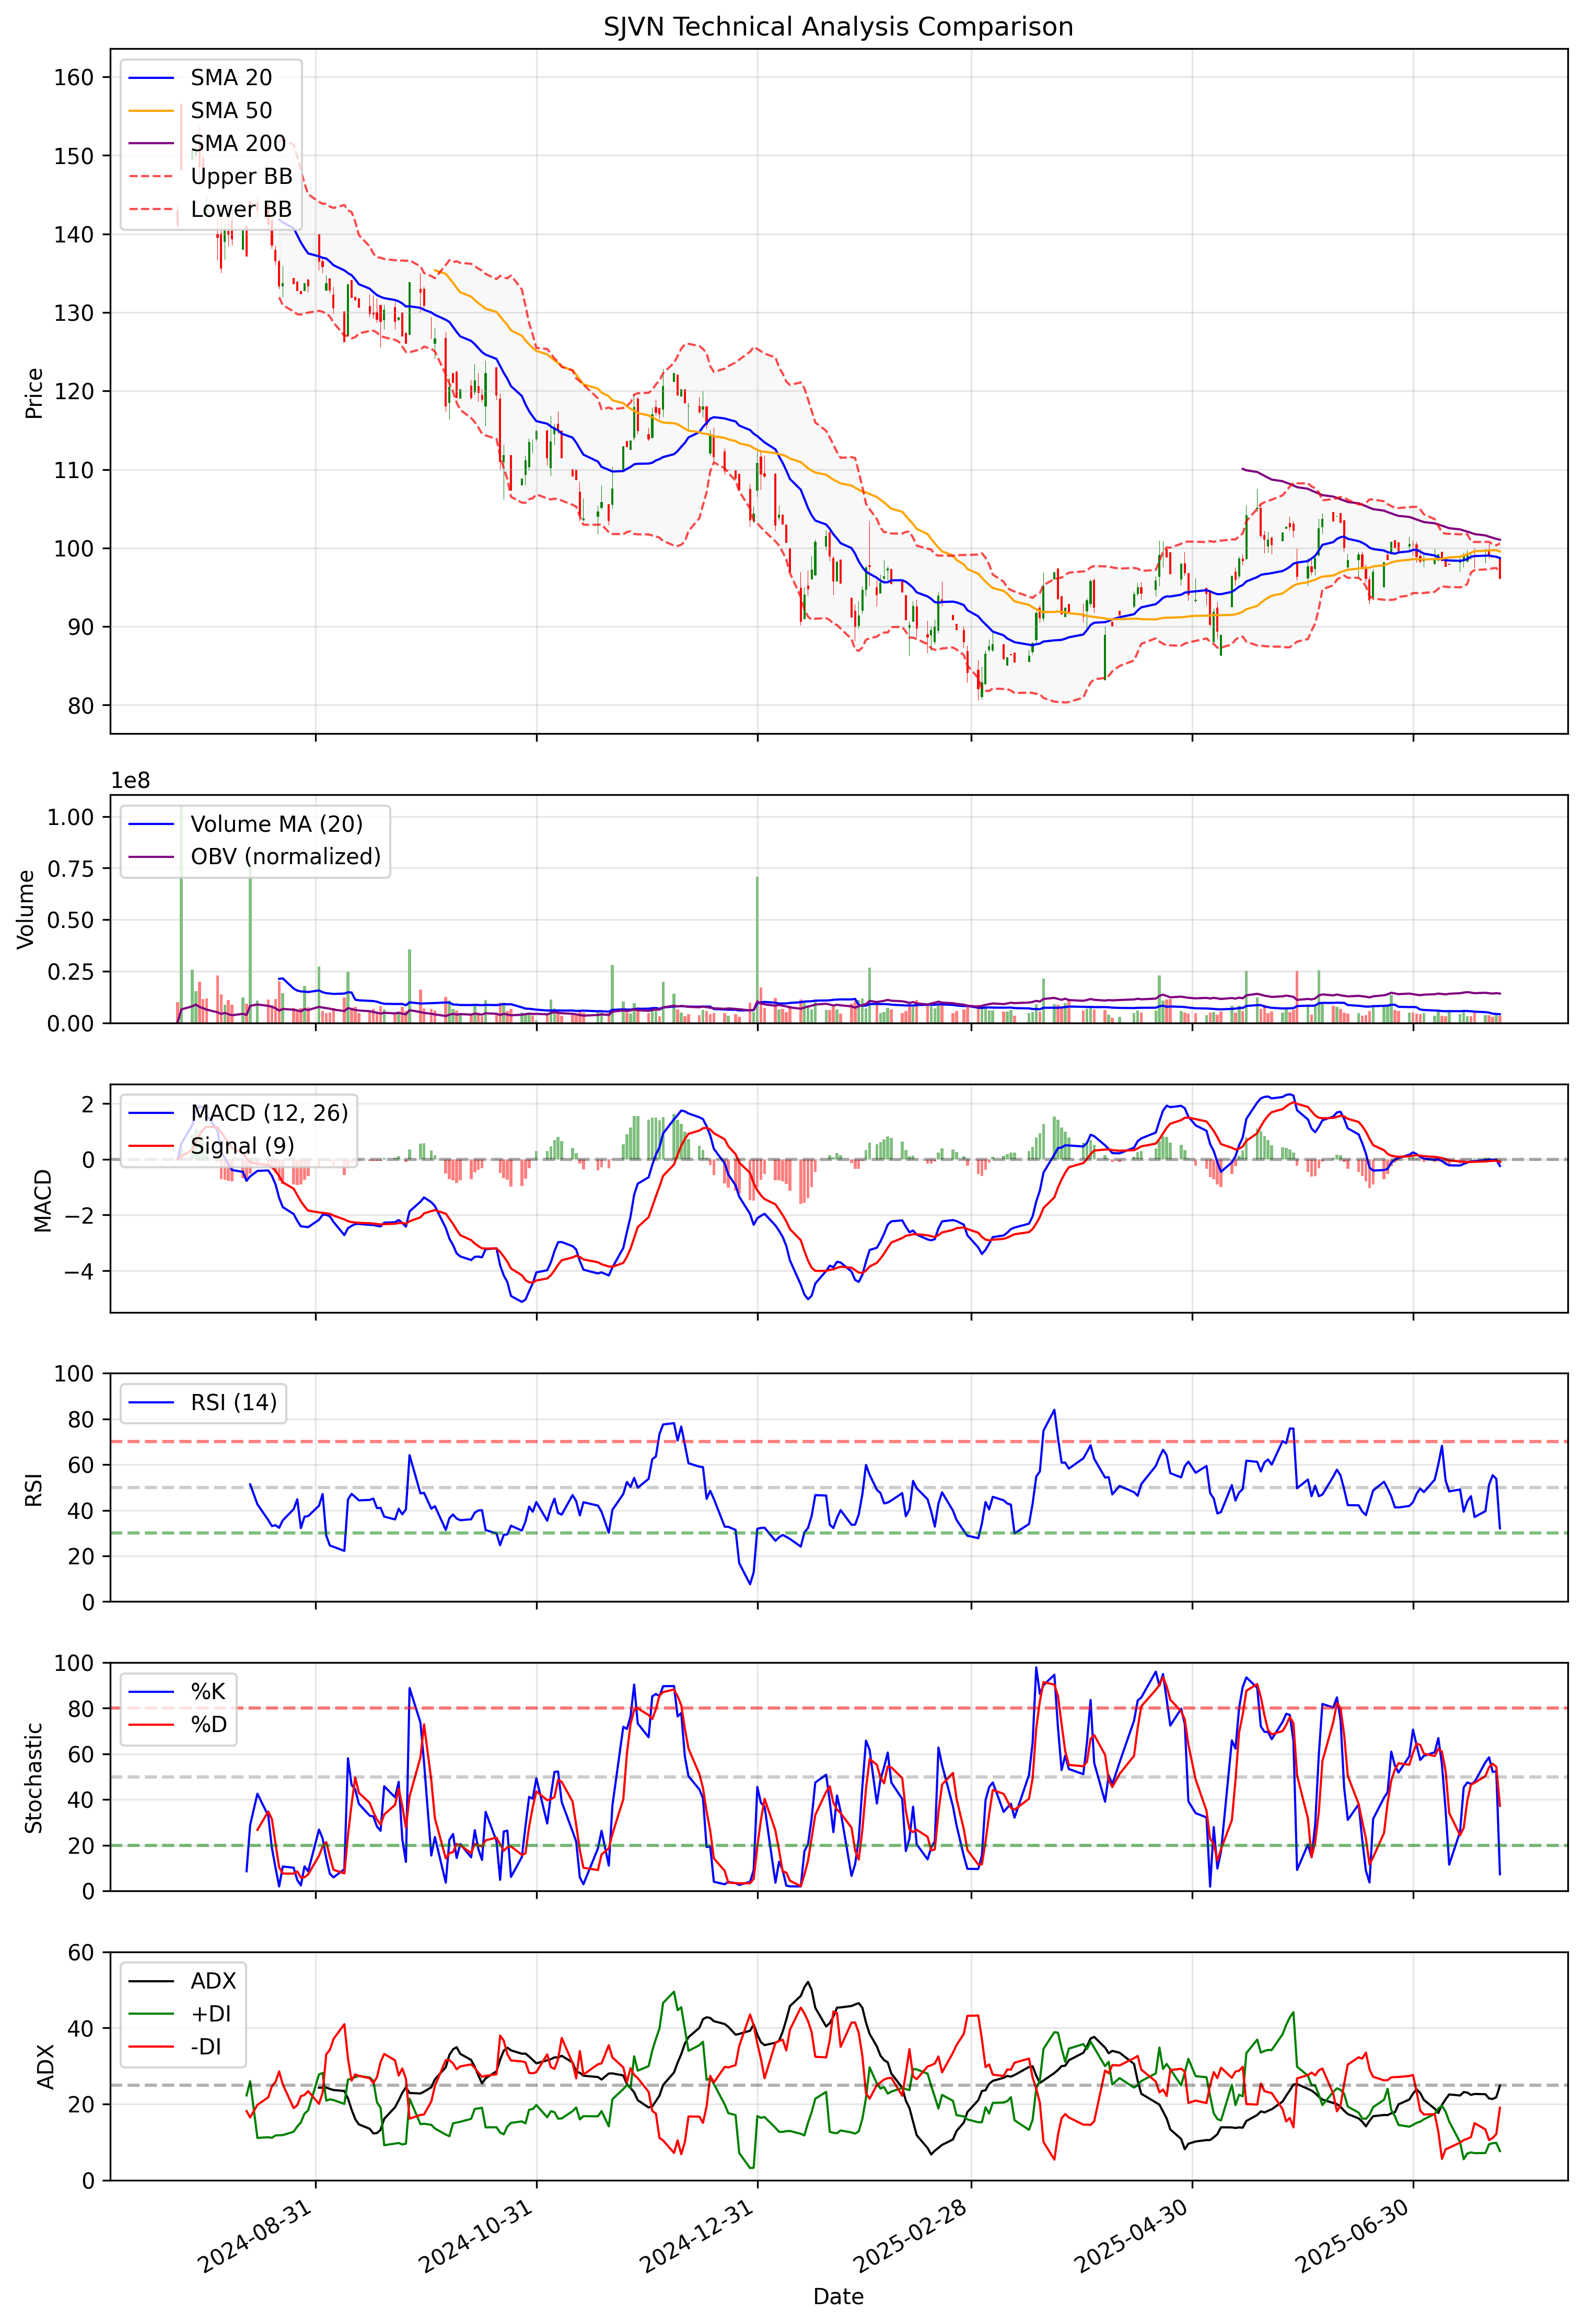 SJVN Technical Analysis Comparison
SMA 20
SMA 50
SMA 200
Upper BB
Lower BB
160
150
140
130
120
110
100
90
80
Price
1e8
Volume MA (20)
OBV (normalized)
1.00
0.75
0.50
0.25
0.00
Volume
MACD (12, 26)
Signal (9)
2
0
−2
−4
MACD
RSI (14)
100
80
60
40
20
0
RSI
%K
%D
100
80
60
40
20
0
Stochastic
ADX
+DI
-DI
60
40
20
0
ADX
2024-08-31
2024-10-31
2024-12-31
2025-02-28
2025-04-30
2025-06-30
Date